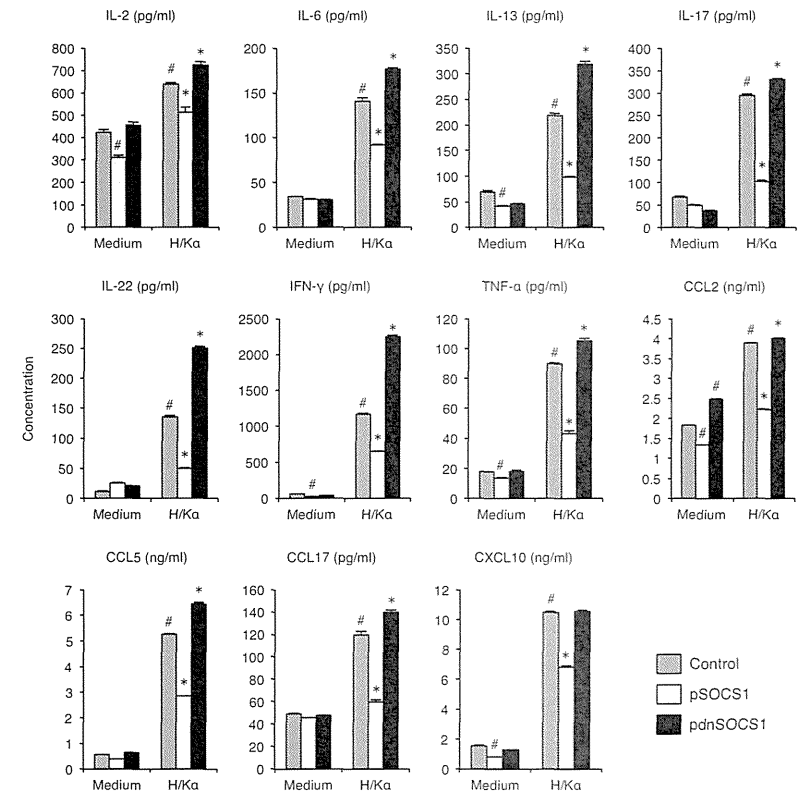 IL-2 (pg/ml) IL-6 (pg/ml) IL-13 (pg/ml) IL-17 (pg/ml)
800 700 600 500 400 300 200 100 0
# # * *
Medium H/Kα
200 150 100 50 0
# * *
Medium H/Kα
350 300 250 200 150 100 50 0
# # * *
Medium H/Kα
400 350 300 250 200 150 100 50 0
# * *
Medium H/Kα
Concentration
IL-22 (pg/ml) IFN-γ (pg/ml) TNF-α (pg/ml) CCL2 (ng/ml)
300 250 200 150 100 50 0
# * *
Medium H/Kα
2500 2000 1500 1000 500 0
# # * *
Medium H/Kα
120 100 80 60 40 20 0
# # * *
Medium H/Kα
4.5 4 3.5 3 2.5 2 1.5 1 0.5 0
# # # * *
Medium H/Kα
CCL5 (ng/ml) CCL17 (pg/ml) CXCL10 (ng/ml)
7 6 5 4 3 2 1 0
# * *
Medium H/Kα
160 140 120 100 80 60 40 20 0
# * *
Medium H/Kα
12 10 8 6 4 2 0
# # *
Medium H/Kα
Control
pSOCS1
pdnSOCS1